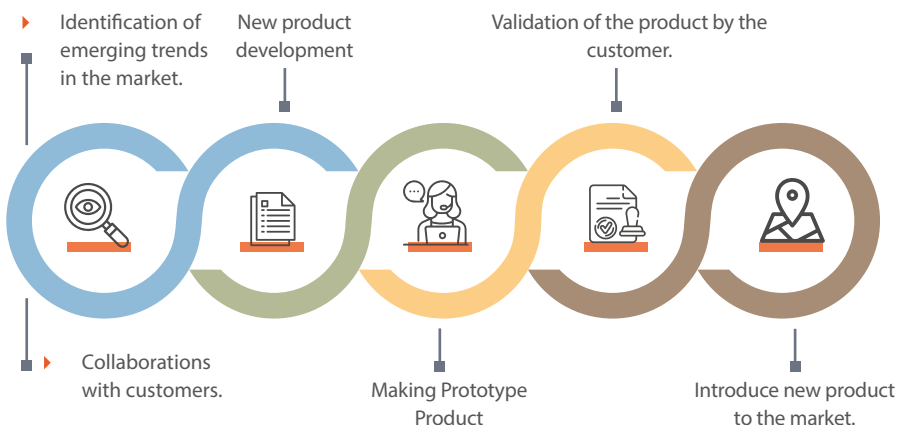 Identification of
emerging trends
in the market.
New product
development
Validation of the product by the
customer.
Collaborations
with customers.
Making Prototype
Product
Introduce new product
to the market.